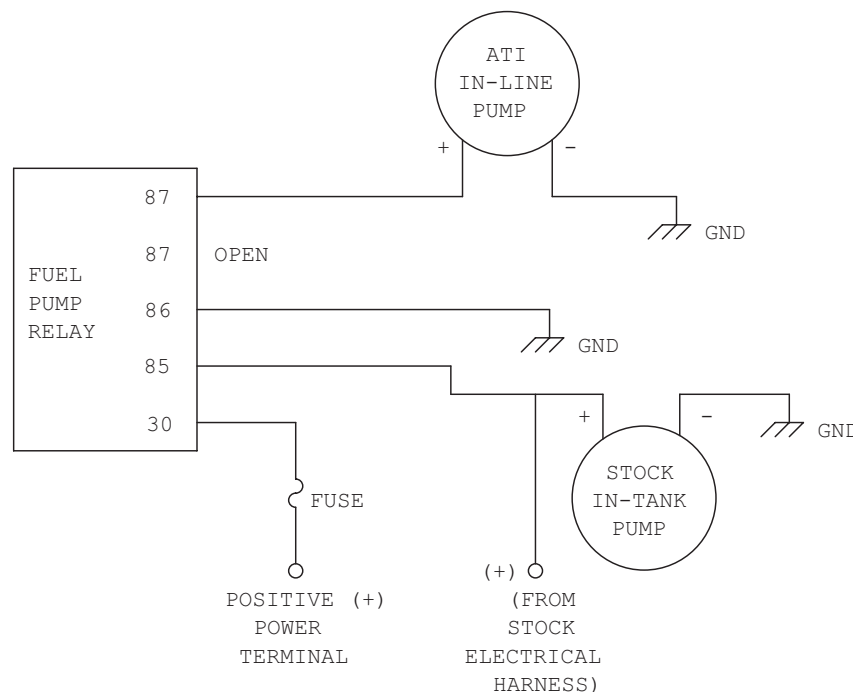 ATI
IN-LINE
PUMP
+ -
87
GND
87 OPEN
FUEL
PUMP
RELAY
86
GND
85
+ -
GND
30
STOCK
IN-TANK
PUMP
FUSE
POSITIVE (+)
POWER
TERMINAL
(+)
(FROM
STOCK
ELECTRICAL
HARNESS)